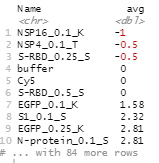 Name avg
<chr> <dbl>
1 NSP16_0.1_K -1
2 NSP4_0.1_T -0.5
3 S-RBD_0.25_S -0.5
4 buffer 0
5 Cy5 0
6 S-RBD_0.5_S 0
7 EGFP_0.1_K 1.58
8 S1_0.1_S 2.32
9 EGFP_0.25_K 2.81
10 N-protein_0.1_S 2.81
# ... with 84 more rows